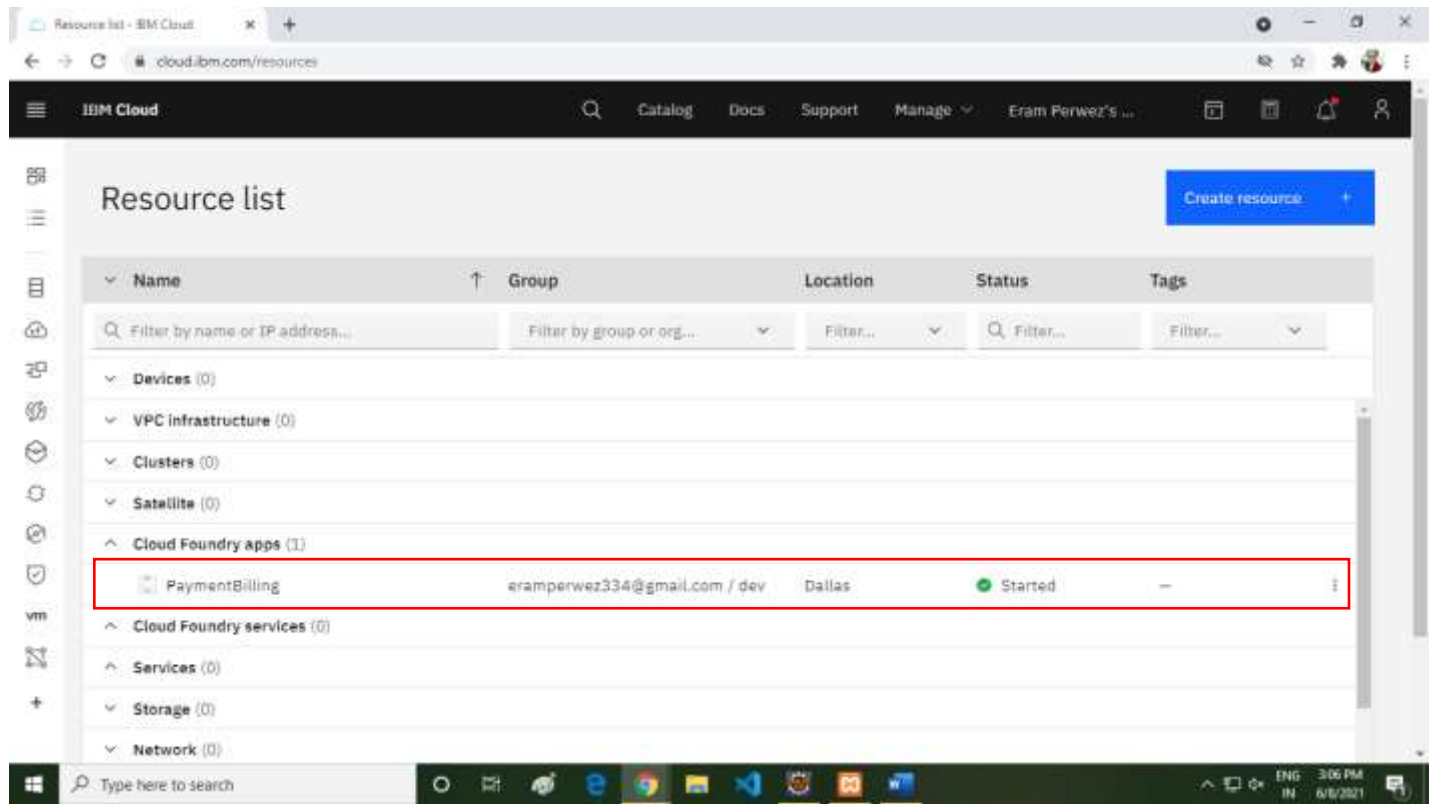 Resource list - IBM Cloud
cloud.ibm.com/resources
IBM Cloud Catalog Docs Support Manage Eram Perwez's ...
Resource list
Create resource +
Name Group Location Status Tags
Filter by name or IP address... Filter by group or org... Filter... Filter... Filter...
Devices (0)
VPC infrastructure (0)
Clusters (0)
Satellite (0)
Cloud Foundry apps (1)
PaymentBilling eramperwez334@gmail.com / dev Dallas Started —
Cloud Foundry services (0)
vm
Services (0)
Storage (0)
Network (0)
Type here to search
ENG 3:06 PM
IN 6/8/2021